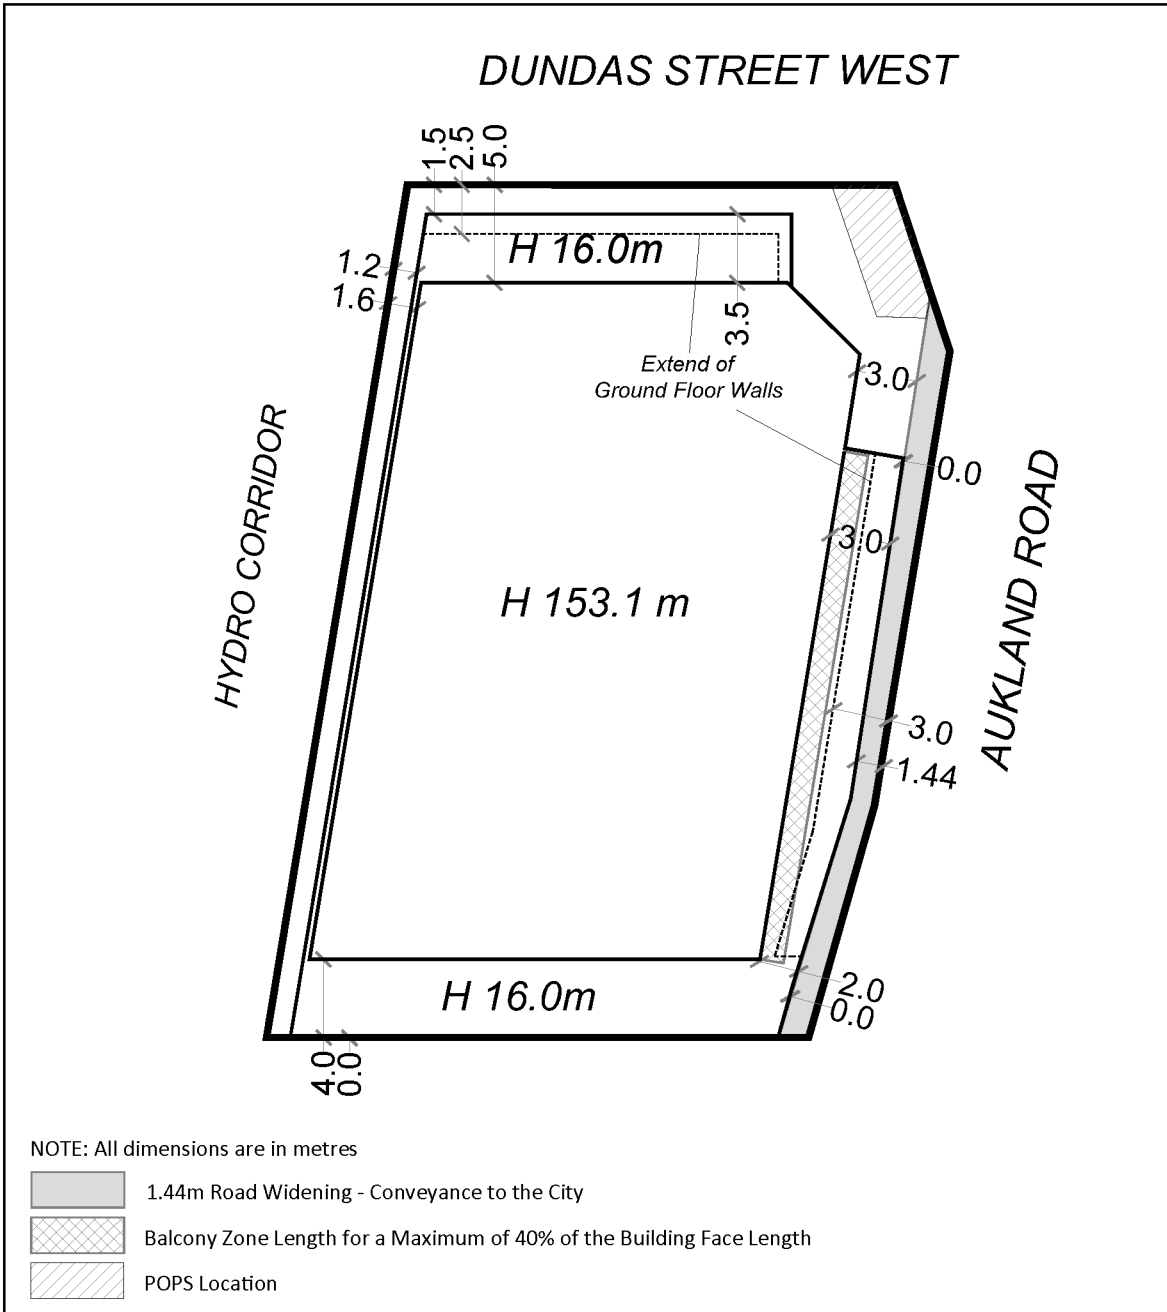 DUNDAS STREET WEST
1.5
2.5
5.0
H 16.0m
1.2
1.6
3.5
Extend of
Ground Floor Walls
3.0
HYDRO CORRIDOR
0.0
AUKLAND ROAD
3.0
H 153.1 m
3.0
1.44
H 16.0m
2.0
0.0
4.0
0.0
NOTE: All dimensions are in metres
1.44m Road Widening - Conveyance to the City
Balcony Zone Length for a Maximum of 40% of the Building Face Length
POPS Location